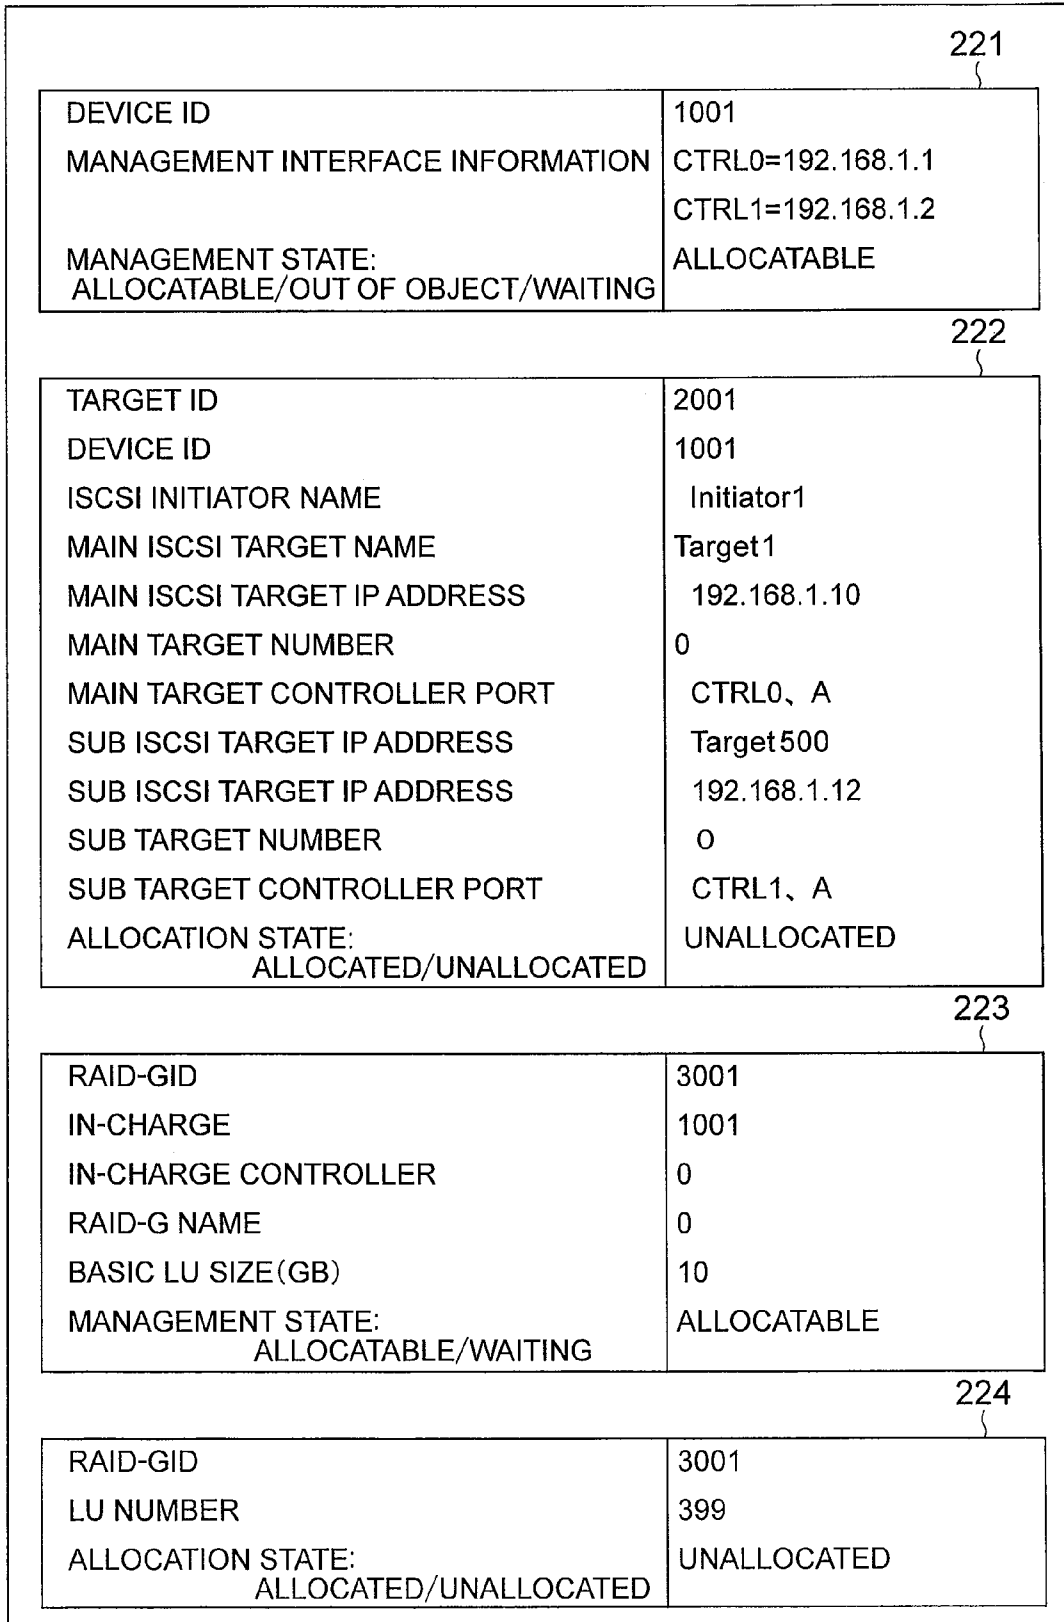 221
DEVICE ID 1001
MANAGEMENT INTERFACE INFORMATION CTRL0=192.168.1.1
CTRL1=192.168.1.2
MANAGEMENT STATE: ALLOCATABLE
ALLOCATABLE/OUT OF OBJECT/WAITING
222
TARGET ID 2001
DEVICE ID 1001
ISCSI INITIATOR NAME Initiator1
MAIN ISCSI TARGET NAME Target1
MAIN ISCSI TARGET IP ADDRESS 192.168.1.10
MAIN TARGET NUMBER 0
MAIN TARGET CONTROLLER PORT CTRL0、A
SUB ISCSI TARGET IP ADDRESS Target500
SUB ISCSI TARGET IP ADDRESS 192.168.1.12
SUB TARGET NUMBER O
SUB TARGET CONTROLLER PORT CTRL1、A
ALLOCATION STATE: UNALLOCATED
ALLOCATED/UNALLOCATED
223
RAID-GID 3001
IN-CHARGE 1001
IN-CHARGE CONTROLLER 0
RAID-G NAME 0
BASIC LU SIZE(GB) 10
MANAGEMENT STATE: ALLOCATABLE
ALLOCATABLE/WAITING
224
RAID-GID 3001
LU NUMBER 399
ALLOCATION STATE: UNALLOCATED
ALLOCATED/UNALLOCATED